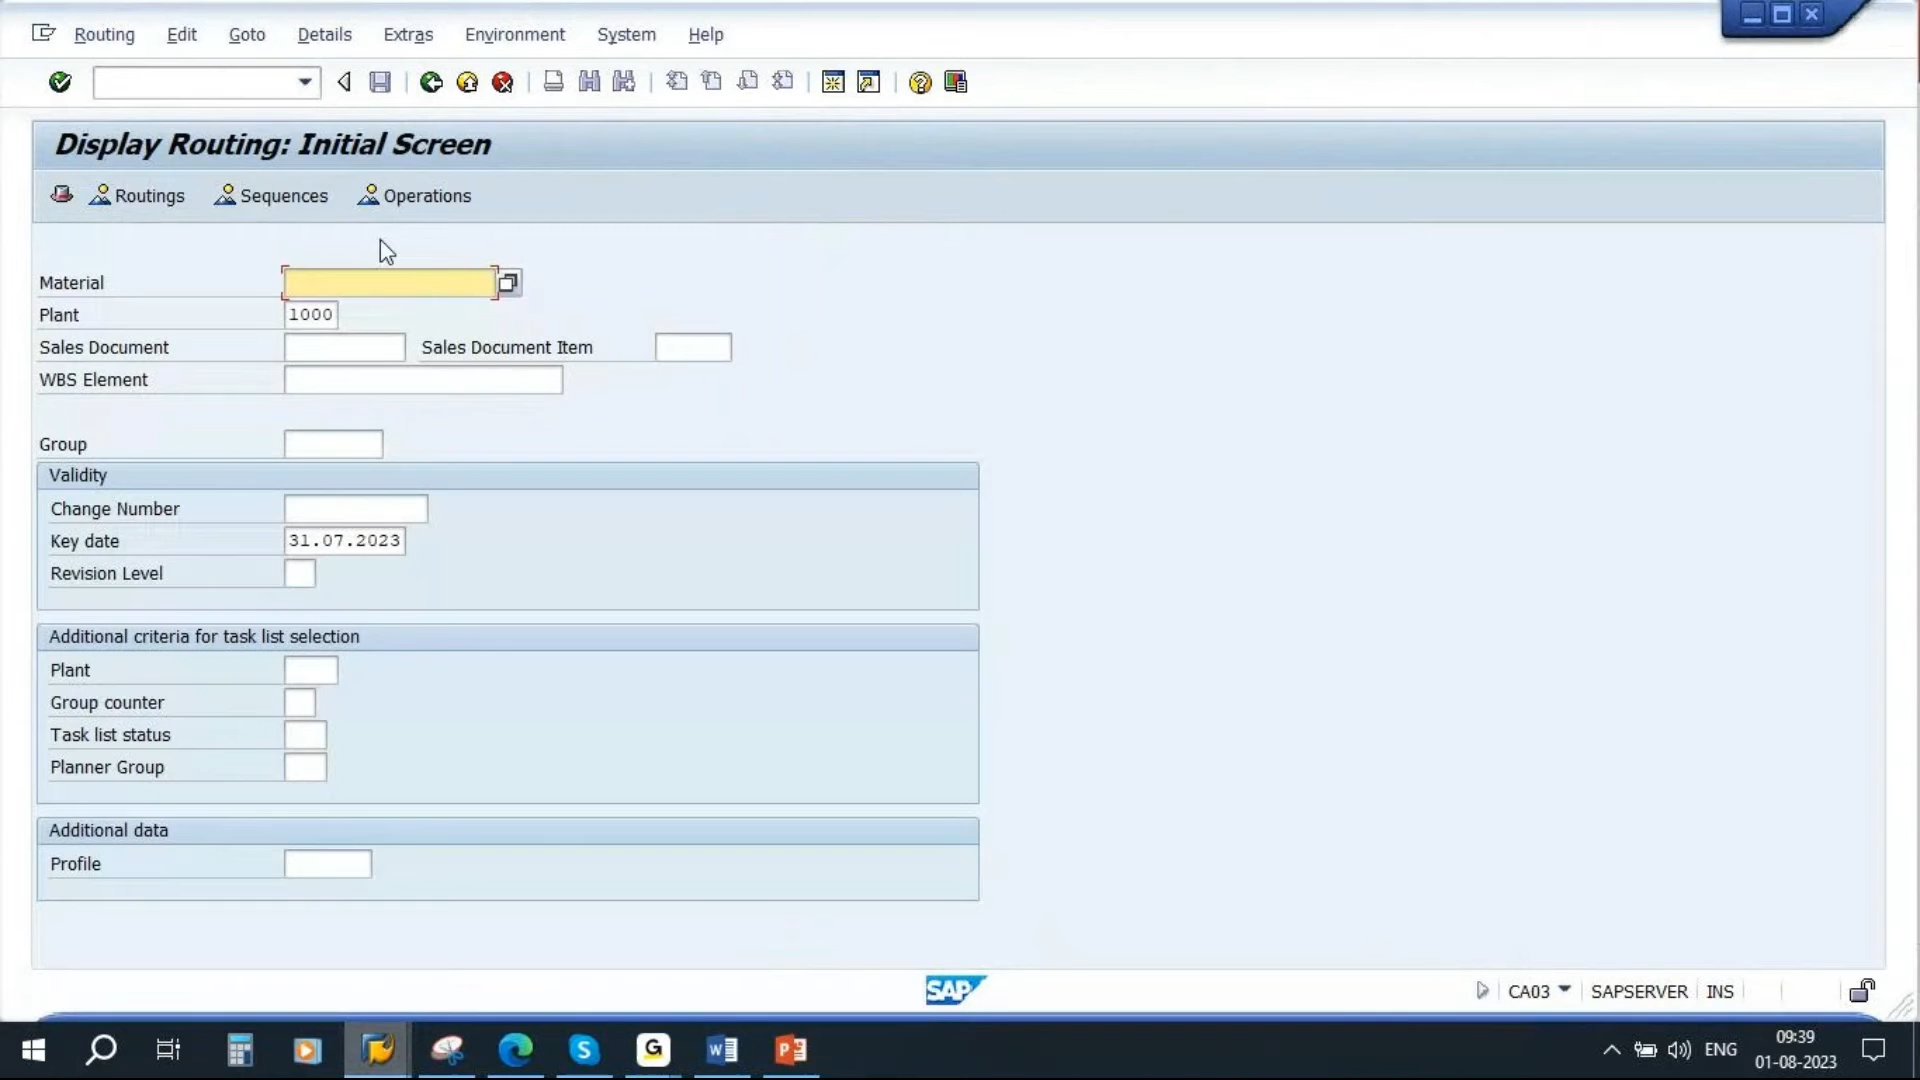 Routing Edit Goto Details Extras Environment System Help
Display Routing: Initial Screen
Routings Sequences Operations
Material
Plant 1000
Sales Document Sales Document Item
WBS Element
Group
Validity
Change Number
Key date 31.07.2023
Revision Level
Additional criteria for task list selection
Plant
Group counter
Task list status
Planner Group
Additional data
Profile
SAP CA03 SAPSERVER INS
G W P ENG 09:39
01-08-2023